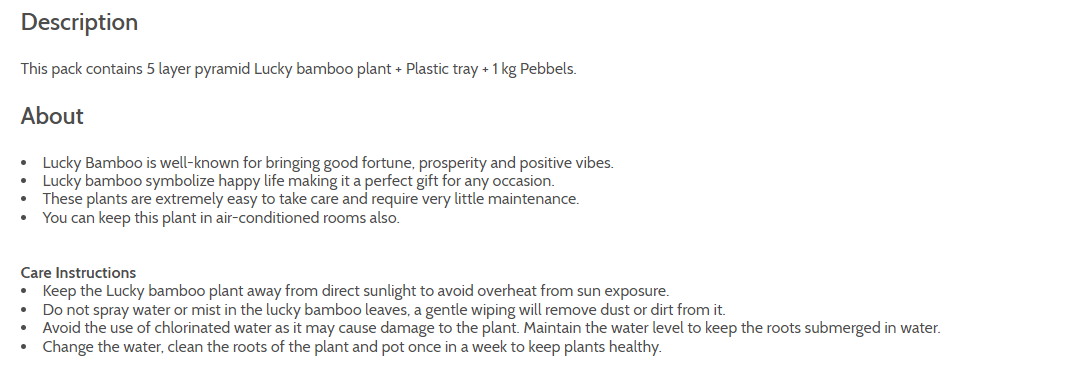 Description
This pack contains 5 layer pyramid Lucky bamboo plant + Plastic tray + 1 kg Pebbels.
About
• Lucky Bamboo is well-known for bringing good fortune, prosperity and positive vibes.
• Lucky bamboo symbolize happy life making it a perfect gift for any occasion.
• These plants are extremely easy to take care and require very little maintenance.
• You can keep this plant in air-conditioned rooms also.
Care Instructions
• Keep the Lucky bamboo plant away from direct sunlight to avoid overheat from sun exposure.
• Do not spray water or mist in the lucky bamboo leaves, a gentle wiping will remove dust or dirt from it.
• Avoid the use of chlorinated water as it may cause damage to the plant. Maintain the water level to keep the roots submerged in water.
• Change the water, clean the roots of the plant and pot once in a week to keep plants healthy.